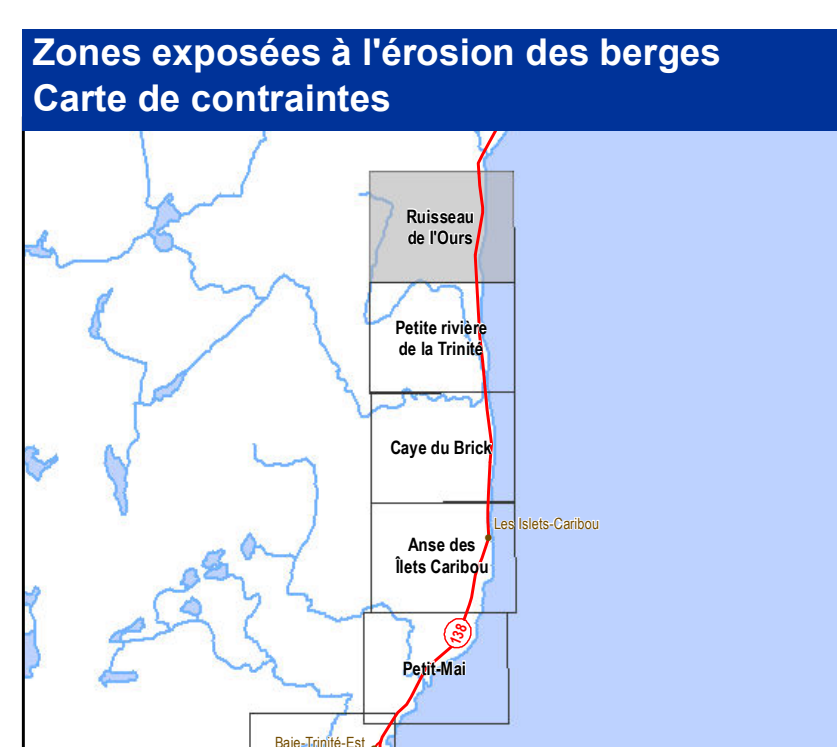 Zones exposées à l'érosion des berges
Carte de contraintes
Ruisseau
de l'Ours
Petite rivière
de la Trinité
Caye du Brick
Les Islets-Caribou
Anse des
Îlets Caribou
138
Petit-Mai
Baie-Trinité-Est